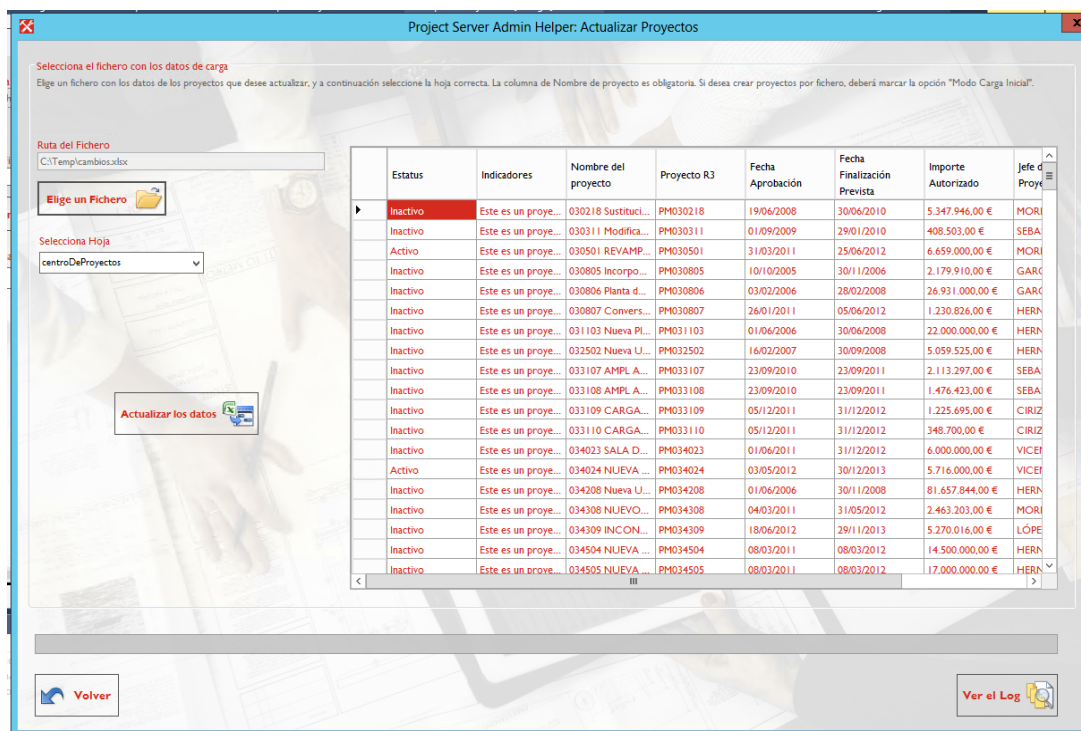 Project Server Admin Helper: Actualizar Proyectos
x
Selecciona el fichero con los datos de carga
Elige un fichero con los datos de los proyectos que desee actualizar, y a continuación seleccione la hoja correcta. La columna de Nombre de proyecto es obligatoria. Si desea crear proyectos por fichero, deberá marcar la opción "Modo Carga Inicial".
Ruta del Fichero
C:\Temp\cambios.xlsx
Elige un Fichero
Selecciona Hoja
centroDeProyectos
Actualizar los datos
Estatus Indicadores Nombre del proyecto Proyecto R3 Fecha Aprobación Fecha Finalización Prevista Importe Autorizado Jefe d Proye
Inactivo Este es un proye... 030218 Sustituci... PM030218 19/06/2008 30/06/2010 5.347.946,00 € MORI
Inactivo Este es un proye... 030311 Modifica... PM030311 01/09/2009 29/01/2010 408.503,00 € SEBA
Activo Este es un proye... 030501 REVAMP... PM030501 31/03/2011 25/06/2012 6.659.000,00 € MORI
Inactivo Este es un proye... 030805 Incorpo... PM030805 10/10/2005 30/11/2006 2.179.910,00 € GARC
Inactivo Este es un proye... 030806 Planta d... PM030806 03/02/2006 28/02/2008 26.931.000,00 € GARC
Inactivo Este es un proye... 030807 Convers... PM030807 26/01/2011 05/06/2012 1.230.826,00 € HERN
Inactivo Este es un proye... 031103 Nueva Pl... PM031103 01/06/2006 30/06/2008 22.000.000,00 € HERN
Inactivo Este es un proye... 032502 Nueva U... PM032502 16/02/2007 30/09/2008 5.059.525,00 € HERN
Inactivo Este es un proye... 033107 AMPL A... PM033107 23/09/2010 23/09/2011 2.113.297,00 € SEBA
Inactivo Este es un proye... 033108 AMPL A... PM033108 23/09/2010 23/09/2011 1.476.423,00 € SEBA
Inactivo Este es un proye... 033109 CARGA... PM033109 05/12/2011 31/12/2012 1.225.695,00 € CIRIZ
Inactivo Este es un proye... 033110 CARGA... PM033110 05/12/2011 31/12/2012 348.700,00 € CIRIZ
Inactivo Este es un proye... 034023 SALA D... PM034023 01/06/2011 31/12/2012 6.000.000,00 € VICEN
Activo Este es un proye... 034024 NUEVA ... PM034024 03/05/2012 30/12/2013 5.716.000,00 € VICEN
Inactivo Este es un proye... 034208 Nueva U... PM034208 01/06/2006 30/11/2008 81.657.844,00 € HERN
Inactivo Este es un proye... 034308 NUEVO... PM034308 04/03/2011 31/05/2012 2.463.203,00 € MORI
Inactivo Este es un proye... 034309 INCON... PM034309 18/06/2012 29/11/2013 5.270.016,00 € LÓPE
Inactivo Este es un proye... 034504 NUEVA ... PM034504 08/03/2011 08/03/2012 14.500.000,00 € HERN
Inactivo Este es un proye... 034505 NUEVA ... PM034505 08/03/2011 08/03/2012 17.000.000,00 € HERN
Volver
Ver el Log